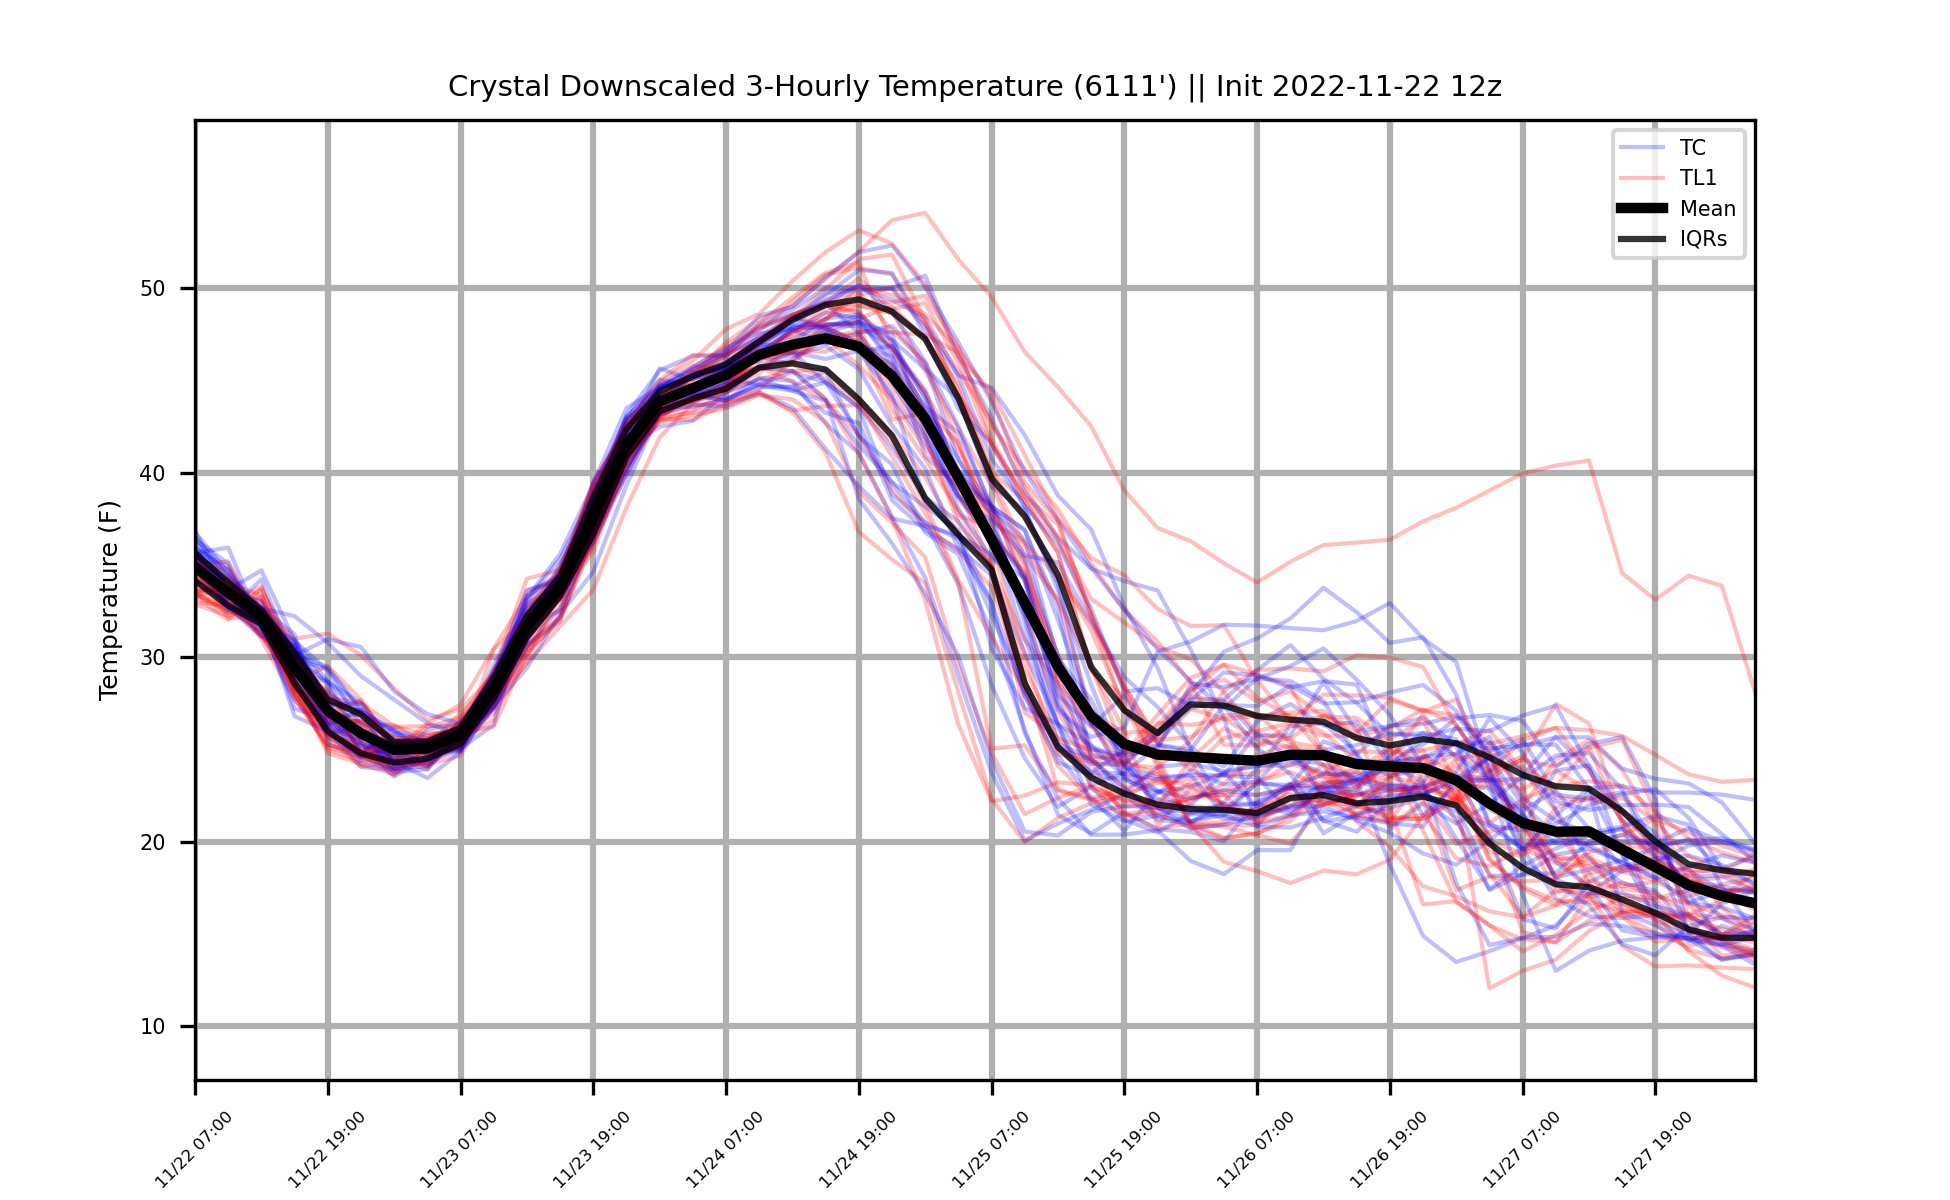 Crystal Downscaled 3-Hourly Temperature (6111') || Init 2022-11-22 12z
TC
TL1
Mean
IQRs
Temperature (F)
50
40
30
20
10
11/22 07:00
11/22 19:00
11/23 07:00
11/23 19:00
11/24 07:00
11/24 19:00
11/25 07:00
11/25 19:00
11/26 07:00
11/26 19:00
11/27 07:00
11/27 19:00